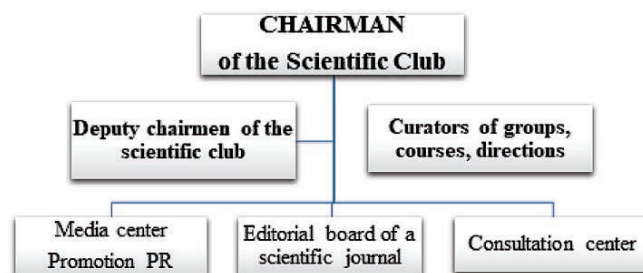 CHAIRMAN
of the Scientific Club
Deputy chairmen of the
scientific club
Curators of groups,
courses, directions
Media center
Promotion PR
Editorial board of a
scientific journal
Consultation center